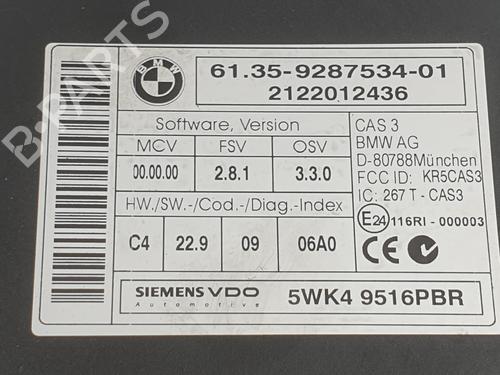 B-PARTS
BMW
61.35-9287534-01
2122012436
Software, Version
MCV FSV OSV
00.00.00 2.8.1 3.3.0
HW./SW.-/Cod.-/Diag.-Index
C4 22.9 09 06A0
CAS 3
BMW AG
D-80788München
FCC ID: KR5CAS3
IC: 267 T - CAS3
E24 116RI - 000003
CE
SIEMENS VDO
Automotive
5WK4 9516PBR